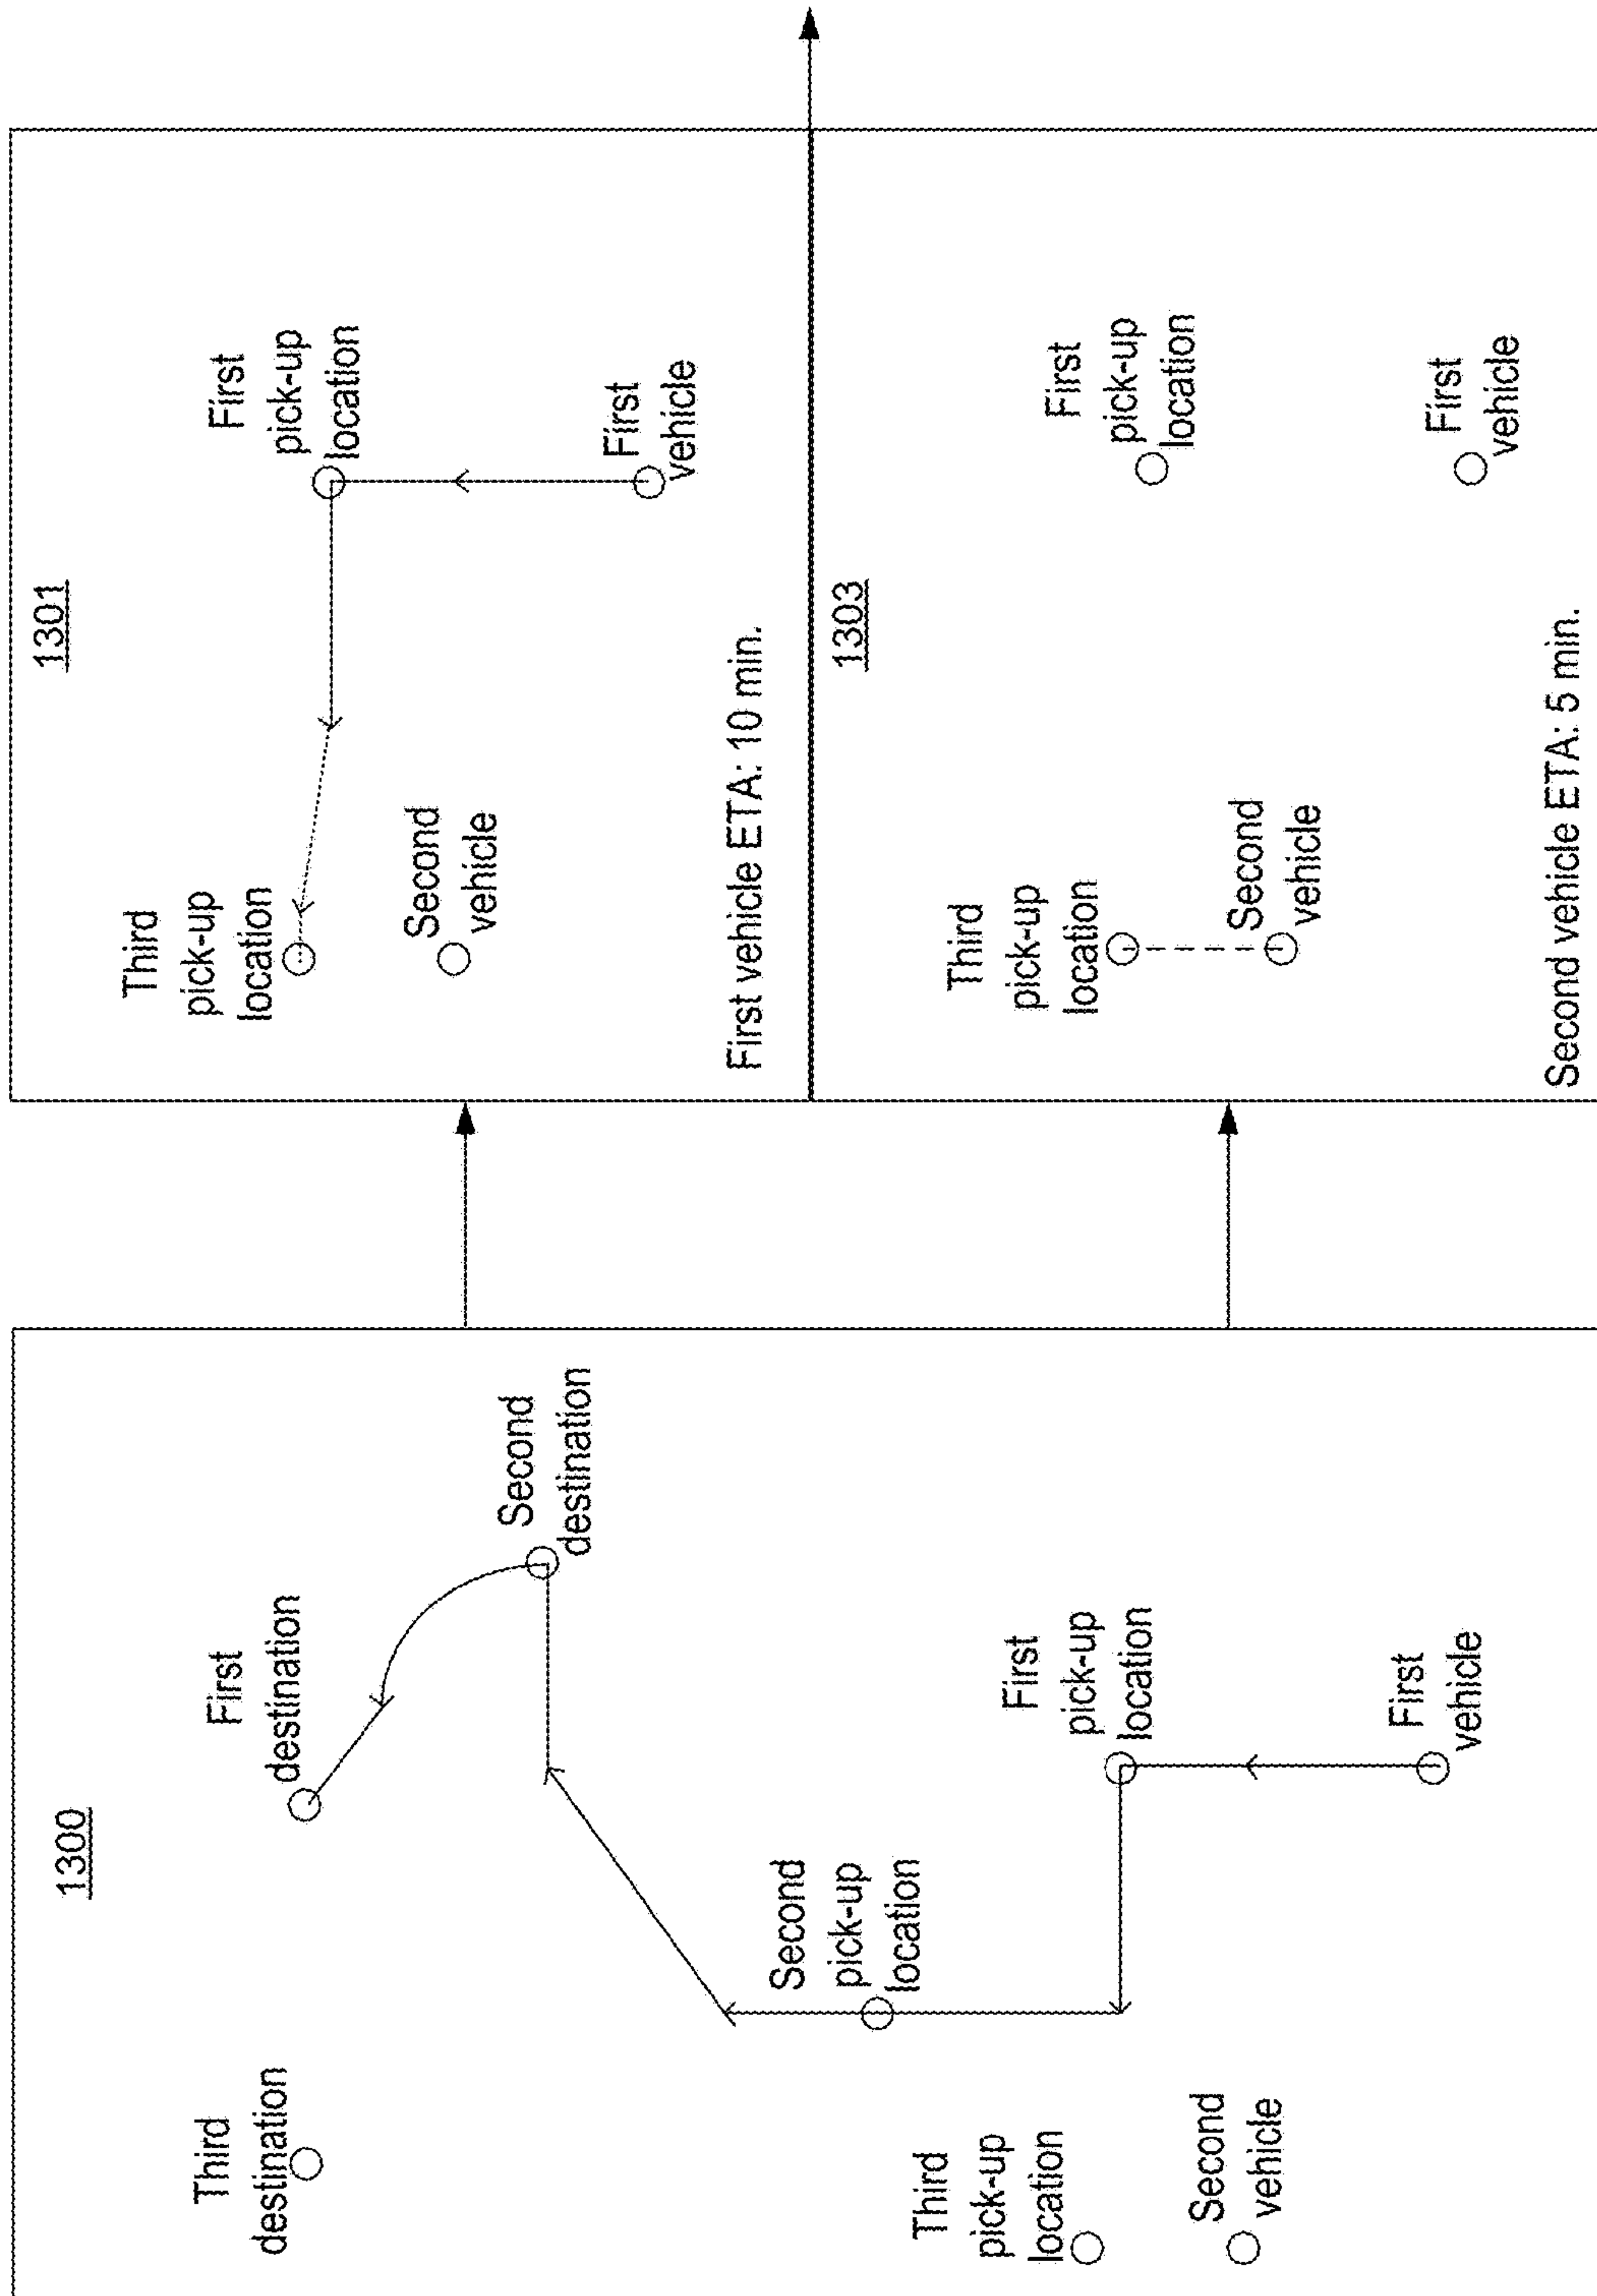 1300
Third
destination
First
destination
Second
destination
Second
pick-up
location
Third
pick-up
location
First
pick-up
location
Second
vehicle
First
vehicle
1301
Third
pick-up
location
First
pick-up
location
Second
vehicle
First
vehicle
First vehicle ETA: 10 min.
1303
Third
pick-up
location
First
pick-up
location
Second
vehicle
First
vehicle
Second vehicle ETA: 5 min.